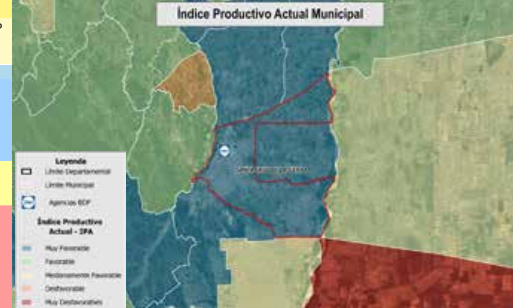 Índice Productivo Actual Municipal
Leyenda
Límite Departamental
Límite Municipal
Agencias BDP
Índice Productivo
Actual - IPA
Muy Favorable
Favorable
Medianamente Favorable
Desfavorable
Muy Desfavorables